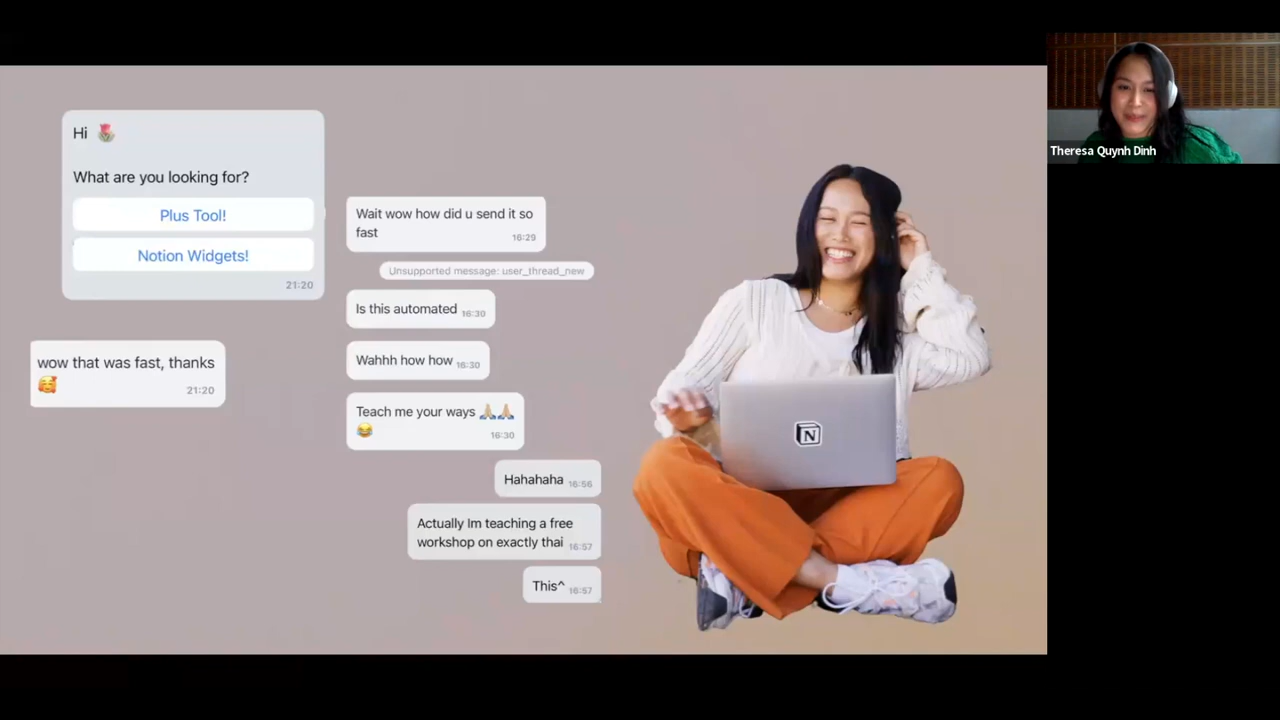 Hi 🌷
What are you looking for?
Plus Tool!
Notion Widgets!
21:20
wow that was fast, thanks
🥰
21:20
Wait wow how did u send it so
fast
16:29
Unsupported message: user_thread_new
Is this automated 16:30
Wahhh how how 16:30
Teach me your ways 🙏🏼🙏🏼
😂
16:30
Hahahaha 16:56
Actually Im teaching a free
workshop on exactly thai 16:57
This^ 16:57
N
Theresa Quynh Dinh